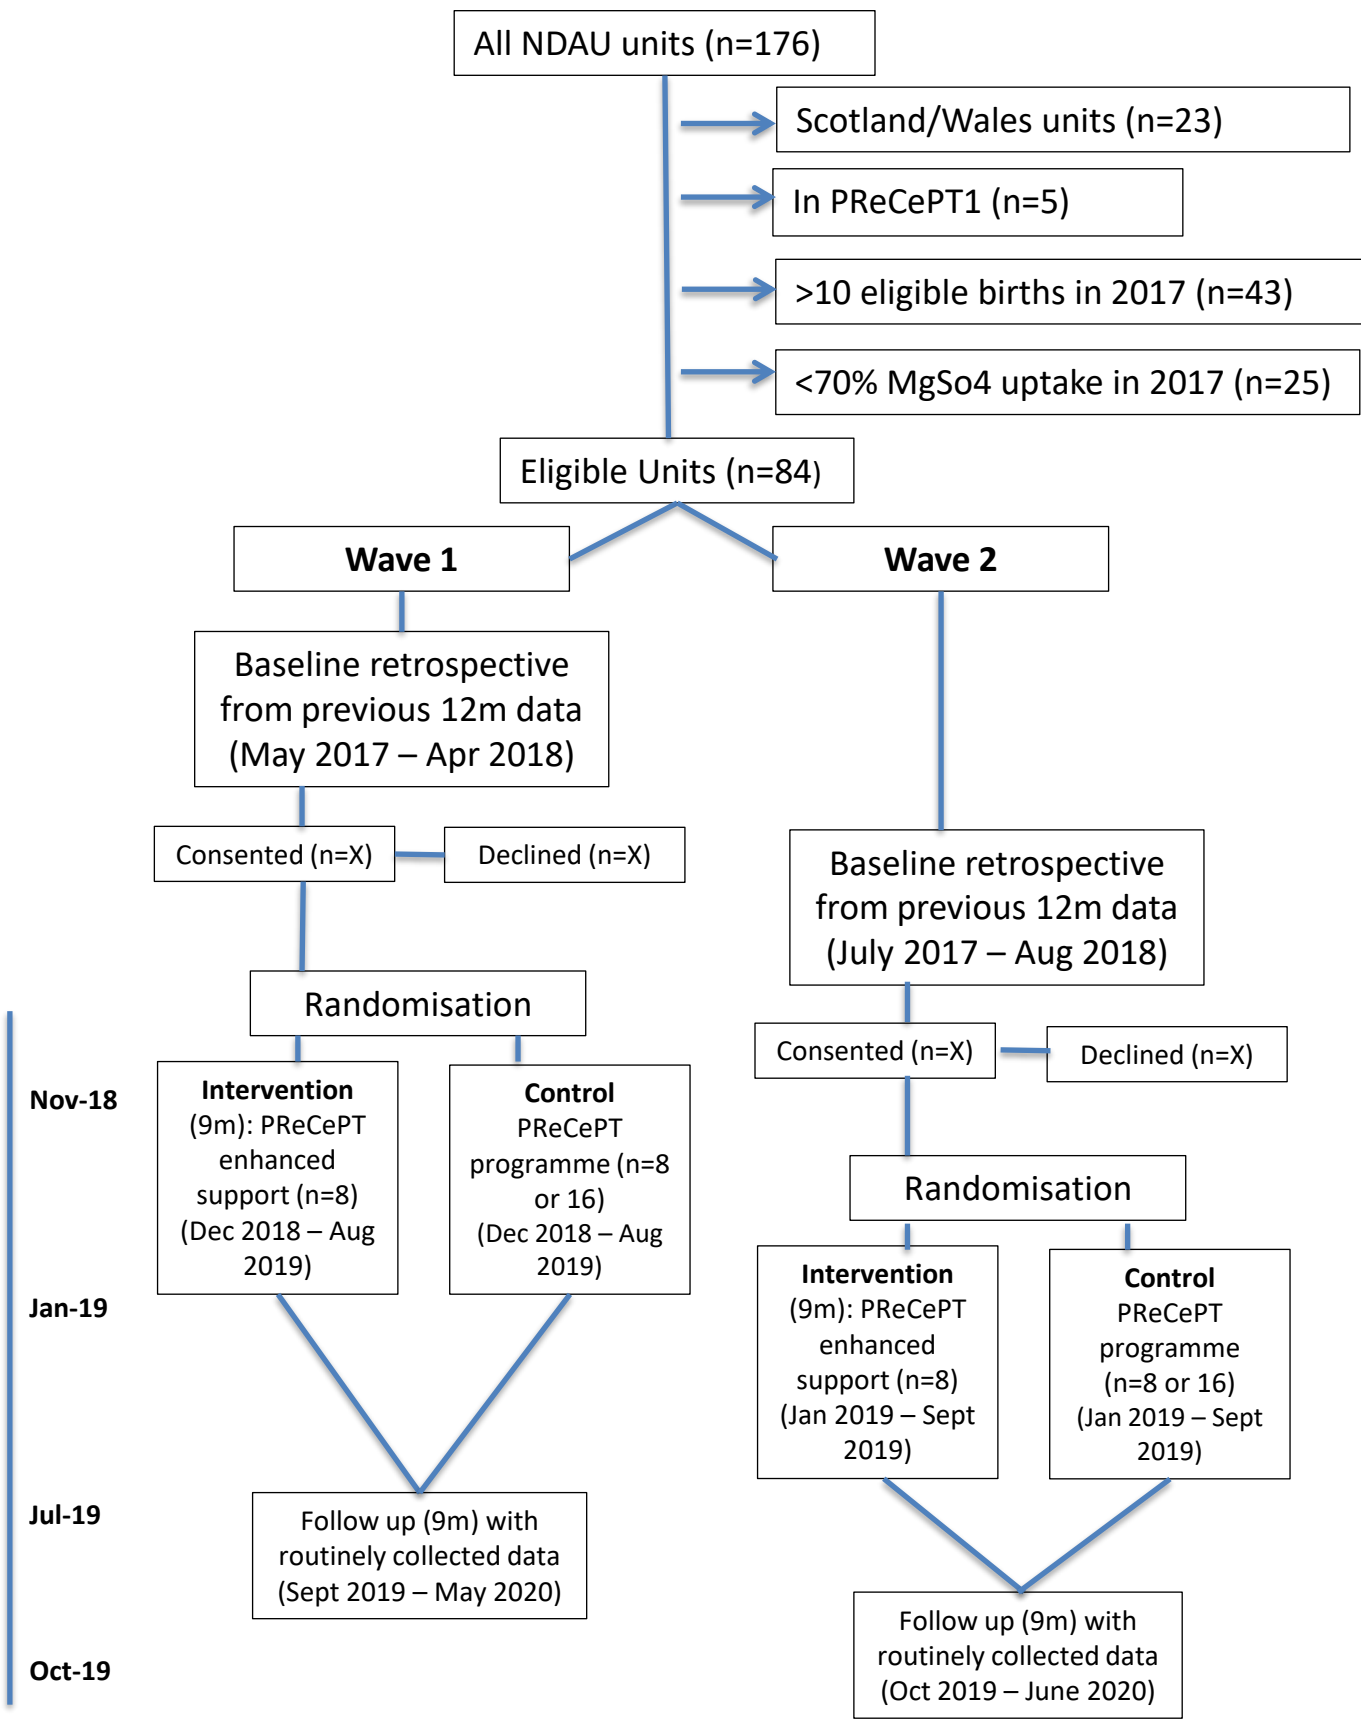 All NDAU units (n=176)
Scotland/Wales units (n=23)
In PReCePT1 (n=5)
>10 eligible births in 2017 (n=43)
<70% MgSo4 uptake in 2017 (n=25)
Eligible Units (n=84)
Wave 1
Wave 2
Baseline retrospective
from previous 12m data
(May 2017 – Apr 2018)
Consented (n=X)
Declined (n=X)
Baseline retrospective
from previous 12m data
(July 2017 – Aug 2018)
Randomisation
Consented (n=X)
Declined (n=X)
Intervention
(9m): PReCePT
enhanced
support (n=8)
(Dec 2018 – Aug
2019)
Control
PReCePT
programme (n=8
or 16)
(Dec 2018 – Aug
2019)
Randomisation
Intervention
(9m): PReCePT
enhanced
support (n=8)
(Jan 2019 – Sept
2019)
Control
PReCePT
programme
(n=8 or 16)
(Jan 2019 – Sept
2019)
Follow up (9m) with
routinely collected data
(Sept 2019 – May 2020)
Follow up (9m) with
routinely collected data
(Oct 2019 – June 2020)
Nov-18
Jan-19
Jul-19
Oct-19